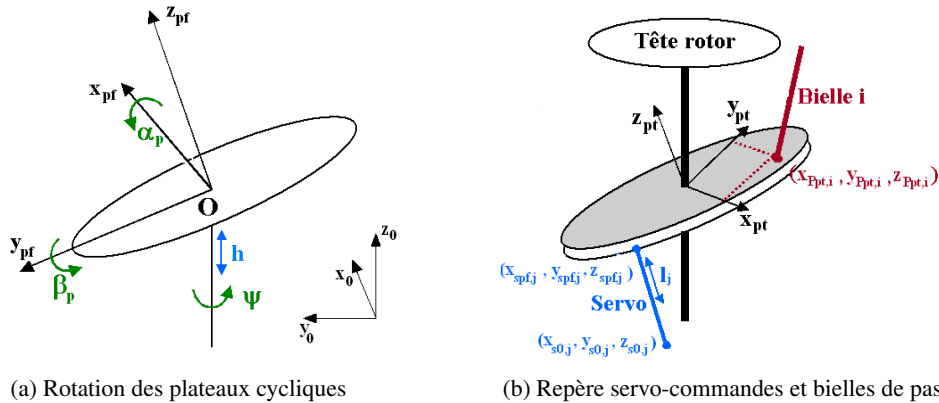 z_pf
x_pf
α_p
O
y_pf
β_p
h
ψ
z_0
x_0
y_0
Tête rotor
Bielle i
z_pt
y_pt
x_pt
(x_Ppt,i , y_Ppt,i , z_Ppt,i)
(x_spf,j , y_spf,j , z_spf,j )
l_j
Servo
(x_s0,j , y_s0,j , z_s0,j )
(a) Rotation des plateaux cycliques
(b) Repère servo-commandes et bielles de pas